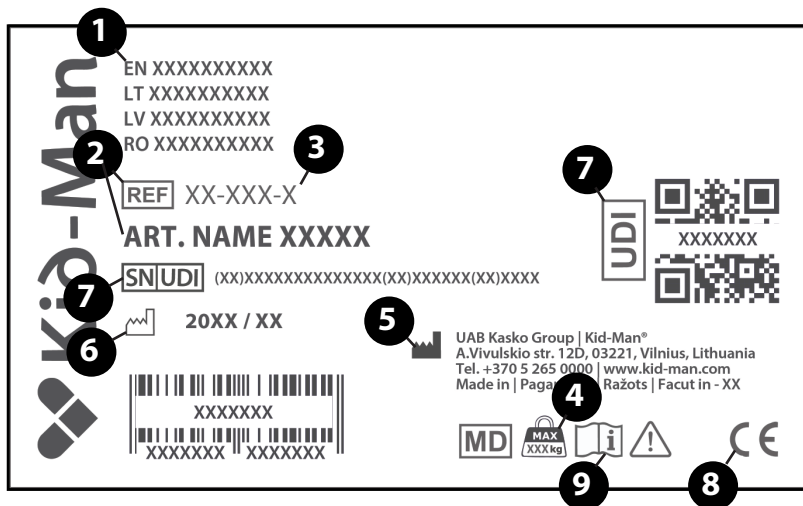 1
EN XXXXXXXXXX
LT XXXXXXXXXX
LV XXXXXXXXXX
RO XXXXXXXXXX
2
3
REF XX-XXX-X
ART. NAME XXXXX
7
SN UDI (XX)XXXXXXXXXXXXXX(XX)XXXXXX(XX)XXXX
6
20XX / XX
Kid-Man
XXXXXXX
XXXXXXX XXXXXXX
7
UDI
XXXXXXX
5
UAB Kasko Group | Kid-Man®
A.Vivulskio str. 12D, 03221, Vilnius, Lithuania
Tel. +370 5 265 0000 | www.kid-man.com
Made in | Ražots | Facut in - XX
4
MD
MAX
XXX kg
i
!
CE
9
8